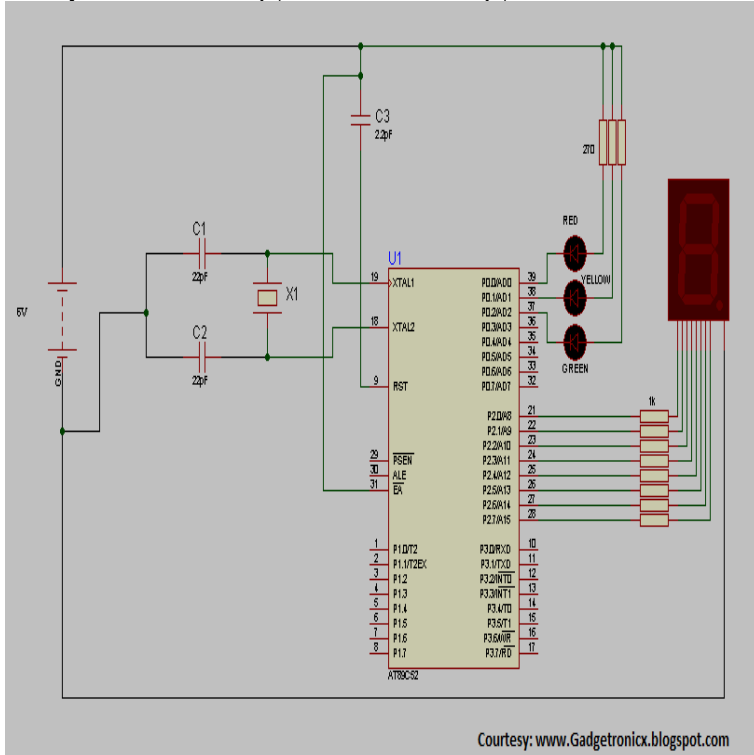 C3
2.2pF
270
C1
22pF
RED
U1
19 XTAL1
P0.0/AD0 39
YELLOW
P0.1/AD1 38
P0.2/AD2 37
X1
18 XTAL2
P0.3/AD3 36
P0.4/AD4 35
P0.5/AD5 34
P0.6/AD6 33
P0.7/AD7 32
GREEN
C2
22pF
GND
9 RST
1k
P2.0/A8 21
P2.1/A9 22
P2.2/A10 23
P2.3/A11 24
P2.4/A12 25
P2.5/A13 26
P2.6/A14 27
P2.7/A15 28
29 PSEN
30 ALE
31 EA
1 P1.0/T2
2 P1.1/T2EX
3 P1.2
4 P1.3
5 P1.4
6 P1.5
7 P1.6
8 P1.7
P3.0/RXD 10
P3.1/TXD 11
P3.2/INT0 12
P3.3/INT1 13
P3.4/T0 14
P3.5/T1 15
P3.6/WR 16
P3.7/RD 17
AT89C52
Courtesy: www.Gadgetronicx.blogspot.com